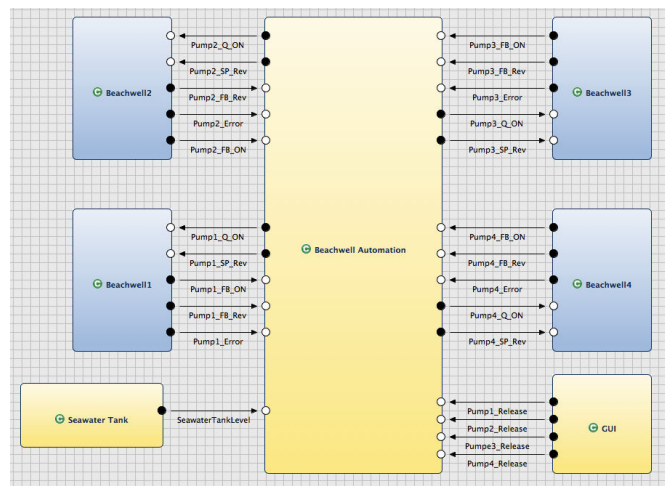 Pump2_Q_ON
Pump2_SP_Rev
Beachwell2
Pump2_FB_Rev
Pump2_Error
Pump2_FB_ON
Pump3_FB_ON
Pump3_FB_Rev
Beachwell3
Pump3_Error
Pump3_Q_ON
Pump3_SP_Rev
Beachwell Automation
Pump1_Q_ON
Pump1_SP_Rev
Beachwell1
Pump1_FB_ON
Pump1_FB_Rev
Pump1_Error
Pump4_FB_ON
Pump4_FB_Rev
Beachwell4
Pump4_Error
Pump4_Q_ON
Pump4_SP_Rev
Seawater Tank
SeawaterTankLevel
Pump1_Release
Pump2_Release
GUI
Pumpe3_Release
Pump4_Release